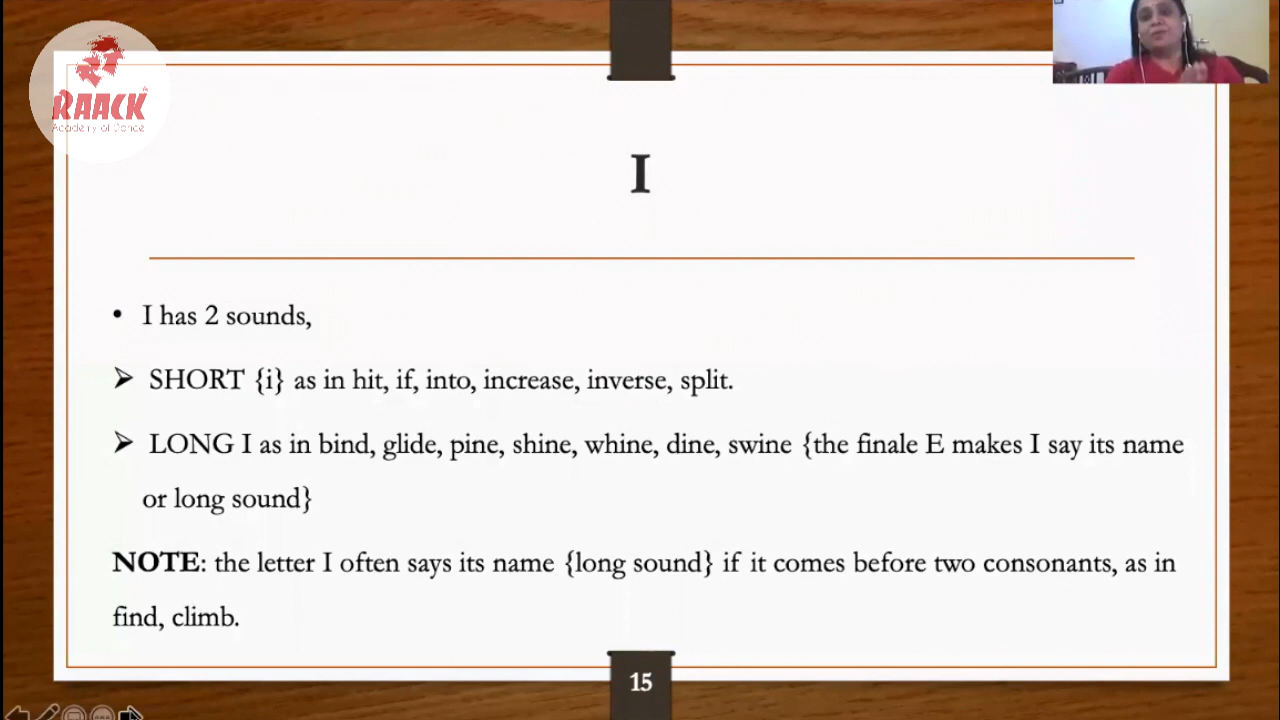 RAACK
Academy of Dance
I
• I has 2 sounds,
➢ SHORT {i} as in hit, if, into, increase, inverse, split.
➢ LONG I as in bind, glide, pine, shine, whine, dine, swine {the finale E makes I say its name
or long sound}
NOTE: the letter I often says its name {long sound} if it comes before two consonants, as in
find, climb.
15